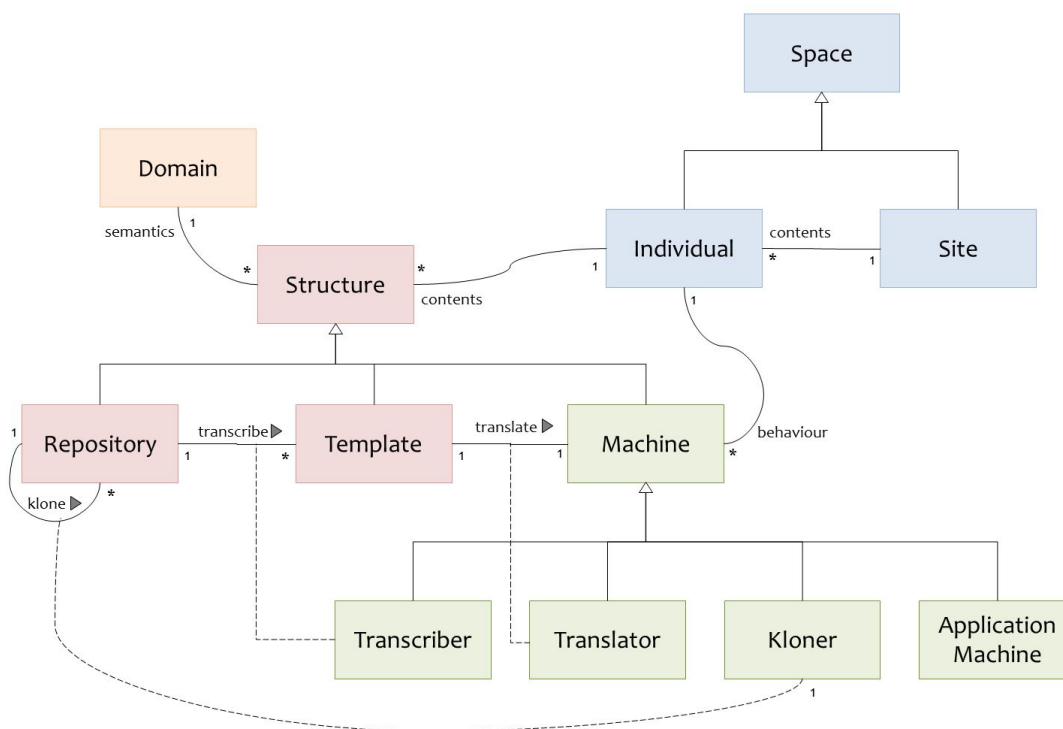 Space
Domain
1
semantics
*
Structure
*
contents
1
Individual
1
contents
*
1
Site
1
Repository
klone
*
1
transcribe
*
Template
1
translate
1
Machine
*
behaviour
Transcriber
Translator
Kloner
1
Application
Machine